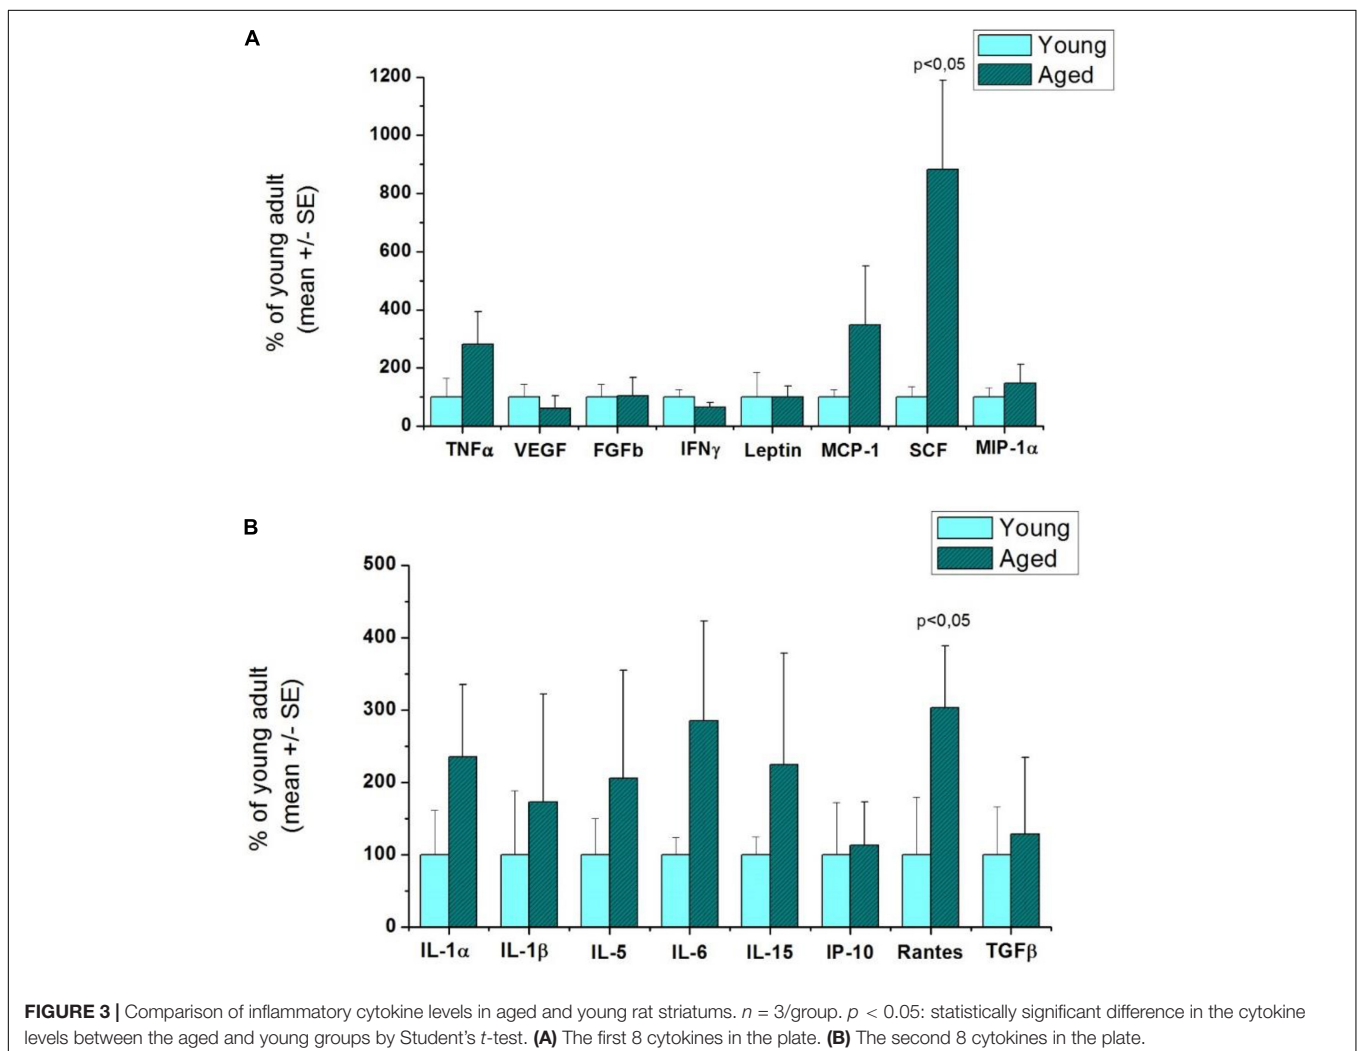 A
Young
Aged
p<0,05
1200
1000
800
600
400
200
0
% of young adult
(mean +/- SE)
TNFα VEGF FGFb IFNγ Leptin MCP-1 SCF MIP-1α
B
Young
Aged
p<0,05
500
400
300
200
100
0
% of young adult
(mean +/- SE)
IL-1α IL-1β IL-5 IL-6 IL-15 IP-10 Rantes TGFβ
FIGURE 3 | Comparison of inflammatory cytokine levels in aged and young rat striatums. n = 3/group. p < 0.05: statistically significant difference in the cytokine
levels between the aged and young groups by Student's t-test. (A) The first 8 cytokines in the plate. (B) The second 8 cytokines in the plate.